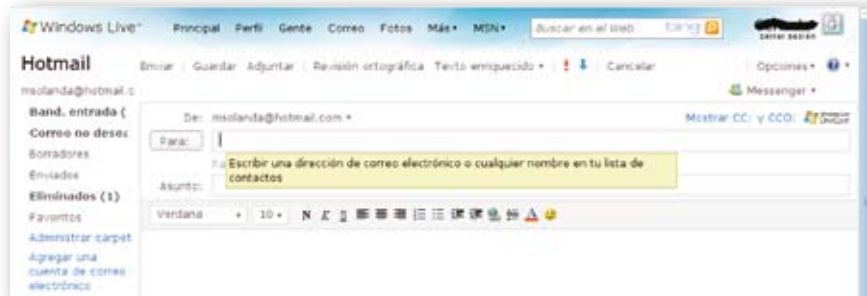 Windows Live™ Principal Perfil Gente Correo Fotos Más MSN Buscar en el Web bing
cerrar sesión
Hotmail Enviar Guardar Adjuntar Revisión ortográfica Texto enriquecido ! Cancelar Opciones
msolanda@hotmail.c Messenger
Band. entrada ( De: msolanda@hotmail.com Mostrar CC: y CCO:
Correo no desea Para:
Borradores Escribir una dirección de correo electrónico o cualquier nombre en tu lista de
Enviados contactos
Asunto:
Eliminados (1)
Favoritos Verdana 10 N K S
Administrar carpet
Agregar una
cuenta de correo
electrónico